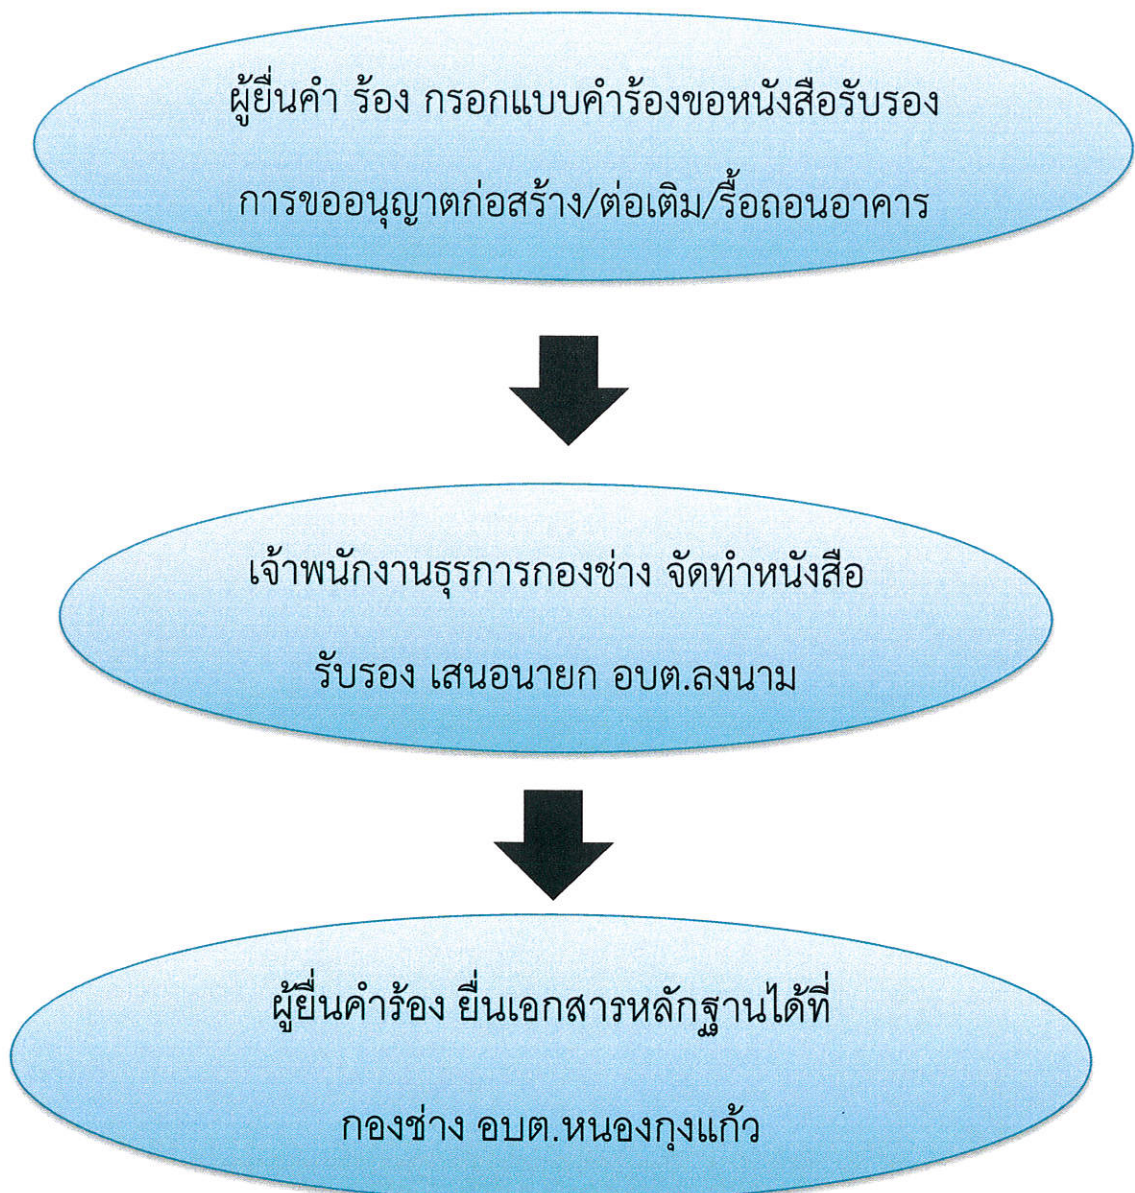 ผู้ยื่นคำ ร้อง กรอกแบบคำร้องขอหนังสือรับรอง
การขออนุญาตก่อสร้าง/ต่อเติม/รื้อถอนอาคาร
เจ้าพนักงานธุรการกองช่าง จัดทำหนังสือ
รับรอง เสนอนายก อบต.ลงนาม
ผู้ยื่นคำร้อง ยื่นเอกสารหลักฐานได้ที่
กองช่าง อบต.หนองกุงแก้ว